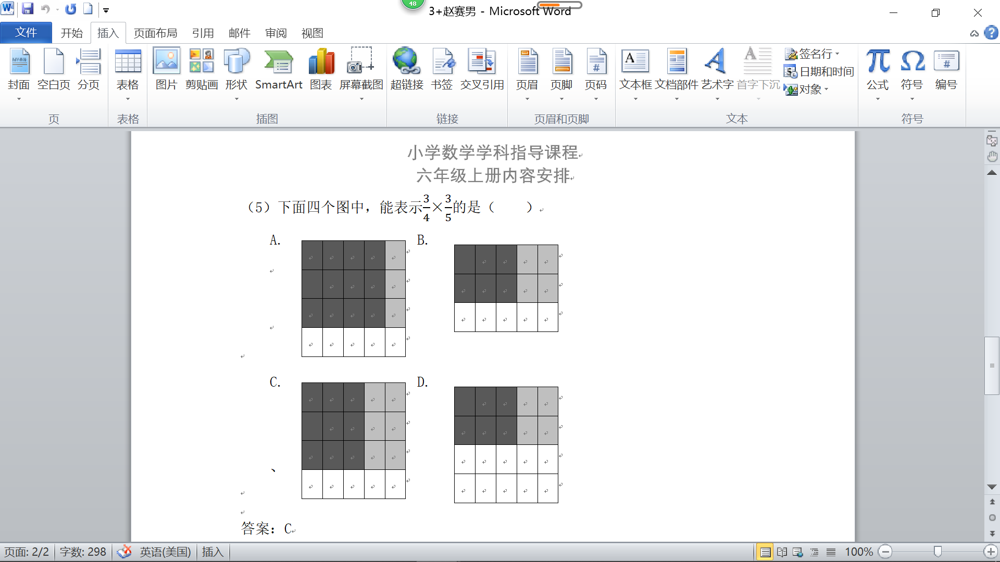 48
3+赵赛男 - Microsoft Word
文件 开始 插入 页面布局 引用 邮件 审阅 视图
封面 空白页 分页 表格 图片 剪贴画 形状 SmartArt 图表 屏幕截图 超链接 书签 交叉引用 页眉 页脚 页码 文本框 文档部件 艺术字 首字下沉 签名行 日期和时间 对象 公式 符号 编号
页 表格 插图 链接 页眉和页脚 文本 符号
小学数学学科指导课程
六年级上册内容安排
（5）下面四个图中，能表示3/4×3/5的是（　　）
A. B.
C. D.
、
答案：C
页面: 2/2 字数: 298 英语(美国) 插入 100%